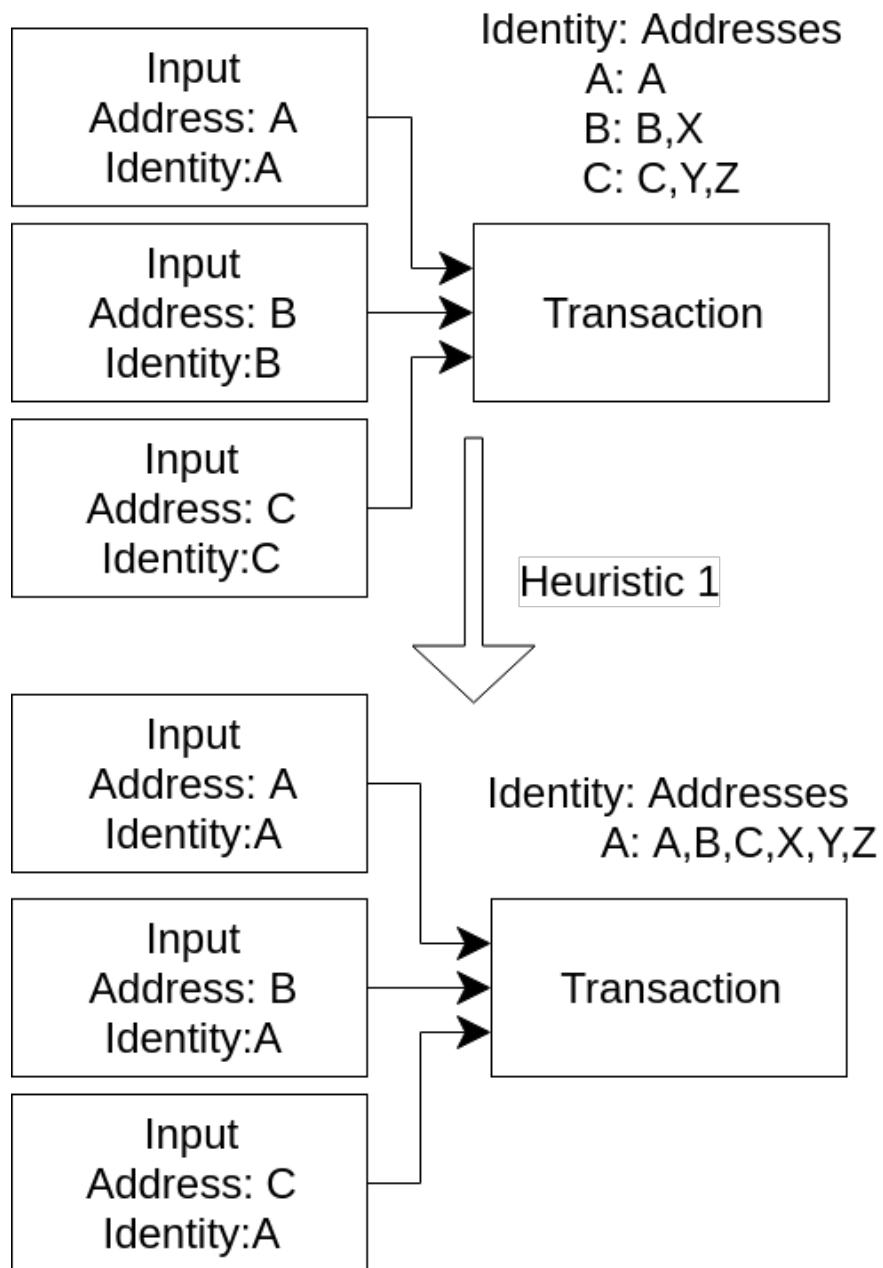 Input
Address: A
Identity:A
Identity: Addresses
A: A
B: B,X
C: C,Y,Z
Input
Address: B
Identity:B
Transaction
Input
Address: C
Identity:C
Heuristic 1
Input
Address: A
Identity:A
Identity: Addresses
A: A,B,C,X,Y,Z
Input
Address: B
Identity:A
Transaction
Input
Address: C
Identity:A